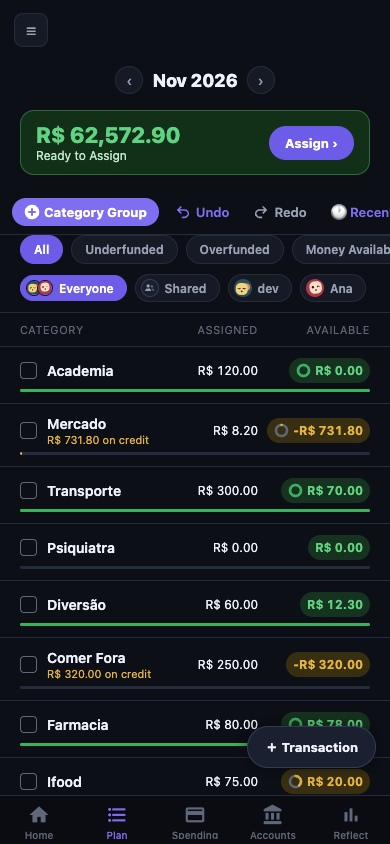 Nov 2026
R$ 62,572.90
Ready to Assign
Assign ›
Category Group
Undo
Redo
Recen
All
Underfunded
Overfunded
Money Availab
Everyone
Shared
dev
Ana
CATEGORY ASSIGNED AVAILABLE
Academia R$ 120.00 R$ 0.00
Mercado R$ 8.20 -R$ 731.80
R$ 731.80 on credit
Transporte R$ 300.00 R$ 70.00
Psiquiatra R$ 0.00 R$ 0.00
Diversão R$ 60.00 R$ 12.30
Comer Fora R$ 250.00 -R$ 320.00
R$ 320.00 on credit
Farmacia R$ 80.00 R$ 78.00
+ Transaction
Ifood R$ 75.00 R$ 20.00
Home
Plan
Spending
Accounts
Reflect